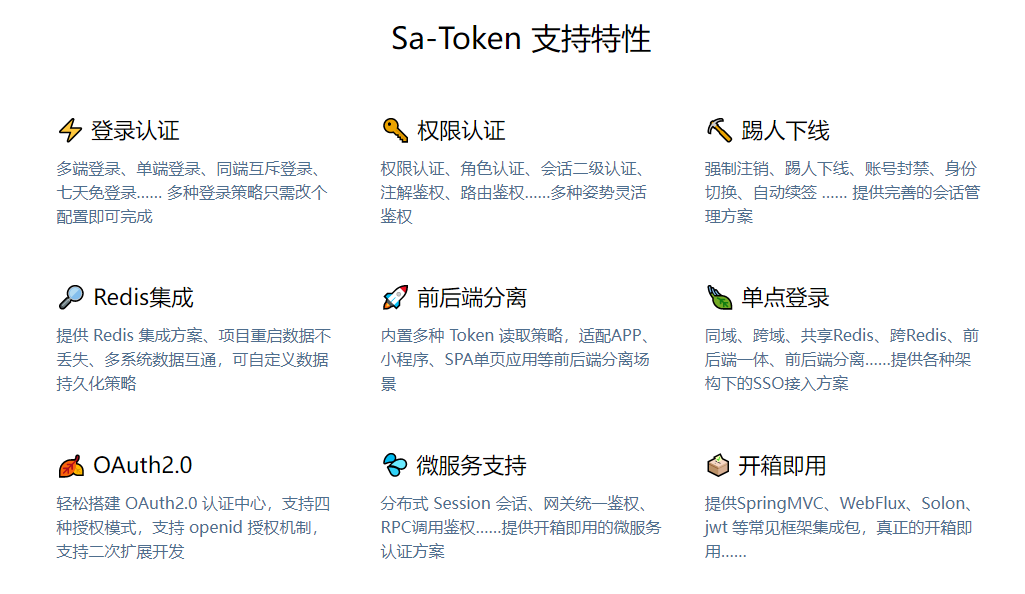 Sa-Token 支持特性
登录认证
多端登录、单端登录、同端互斥登录、
七天免登录...... 多种登录策略只需改个
配置即可完成
权限认证
权限认证、角色认证、会话二级认证、
注解鉴权、路由鉴权......多种姿势灵活
鉴权
踢人下线
强制注销、踢人下线、账号封禁、身份
切换、自动续签 ...... 提供完善的会话管
理方案
Redis集成
提供 Redis 集成方案、项目重启数据不
丢失、多系统数据互通，可自定义数据
持久化策略
前后端分离
内置多种 Token 读取策略，适配APP、
小程序、SPA单页应用等前后端分离场
景
单点登录
同域、跨域、共享Redis、跨Redis、前
后端一体、前后端分离......提供各种架
构下的SSO接入方案
OAuth2.0
轻松搭建 OAuth2.0 认证中心，支持四
种授权模式，支持 openid 授权机制，
支持二次扩展开发
微服务支持
分布式 Session 会话、网关统一鉴权、
RPC调用鉴权......提供开箱即用的微服务
认证方案
开箱即用
提供SpringMVC、WebFlux、Solon、
jwt 等常见框架集成包，真正的开箱即
用......